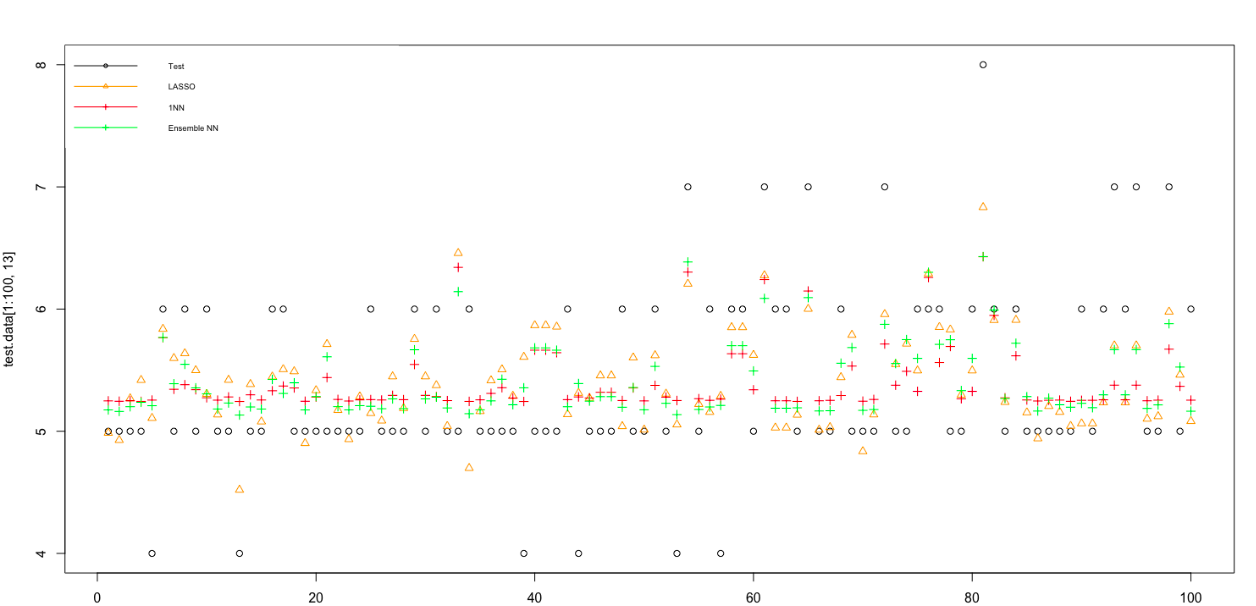 Test
LASSO
1NN
Ensemble NN
8
7
6
5
4
test.data[1:100, 13]
0 20 40 60 80 100